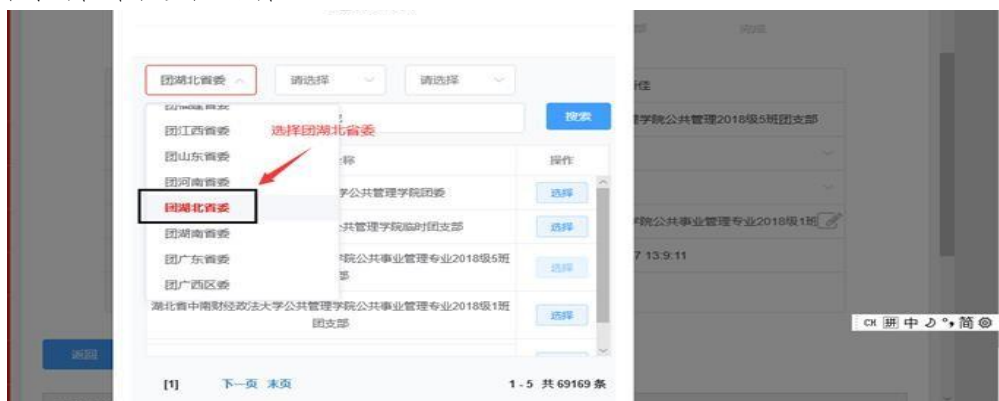 团湖北省委 请选择 请选择
团福建省委
搜索
团江西省委 选择团湖北省委
学院公共管理2018级5班团支部
团山东省委 称 操作
团河南省委 学公共管理学院团委 选择
团湖北省委
团湖南省委 公共管理学院临时团支部 选择
学院公共事业管理专业2018级1班
团广东省委 学院公共事业管理专业2018级5班 选择
7 13:9:11
团广西区委 部
湖北省中南财经政法大学公共管理学院公共事业管理专业2018级1班
团支部 选择
CH 拼 中 简
返回
[1] 下一页 末页 1 - 5 共 69169 条